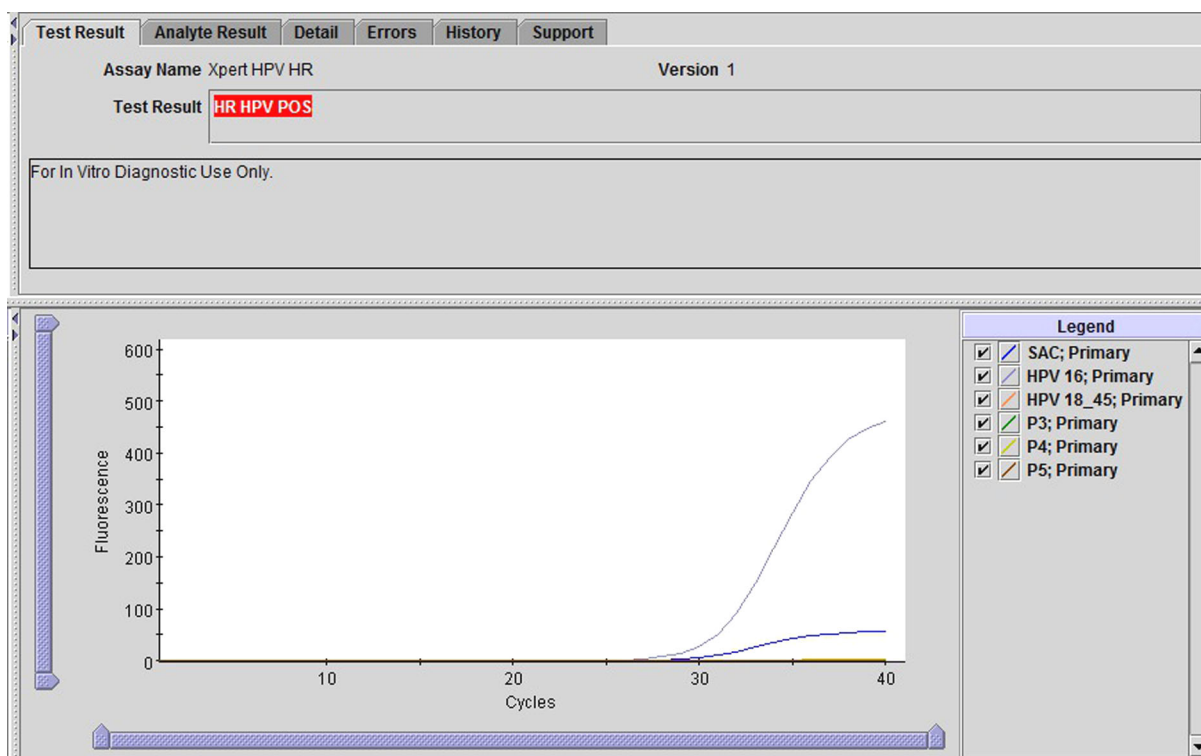 Test Result Analyte Result Detail Errors History Support
Assay Name Xpert HPV HR Version 1
Test Result HR HPV POS
For In Vitro Diagnostic Use Only.
Legend
SAC; Primary
HPV 16; Primary
HPV 18_45; Primary
P3; Primary
P4; Primary
P5; Primary
Fluorescence
600
500
400
300
200
100
0
10 20 30 40
Cycles